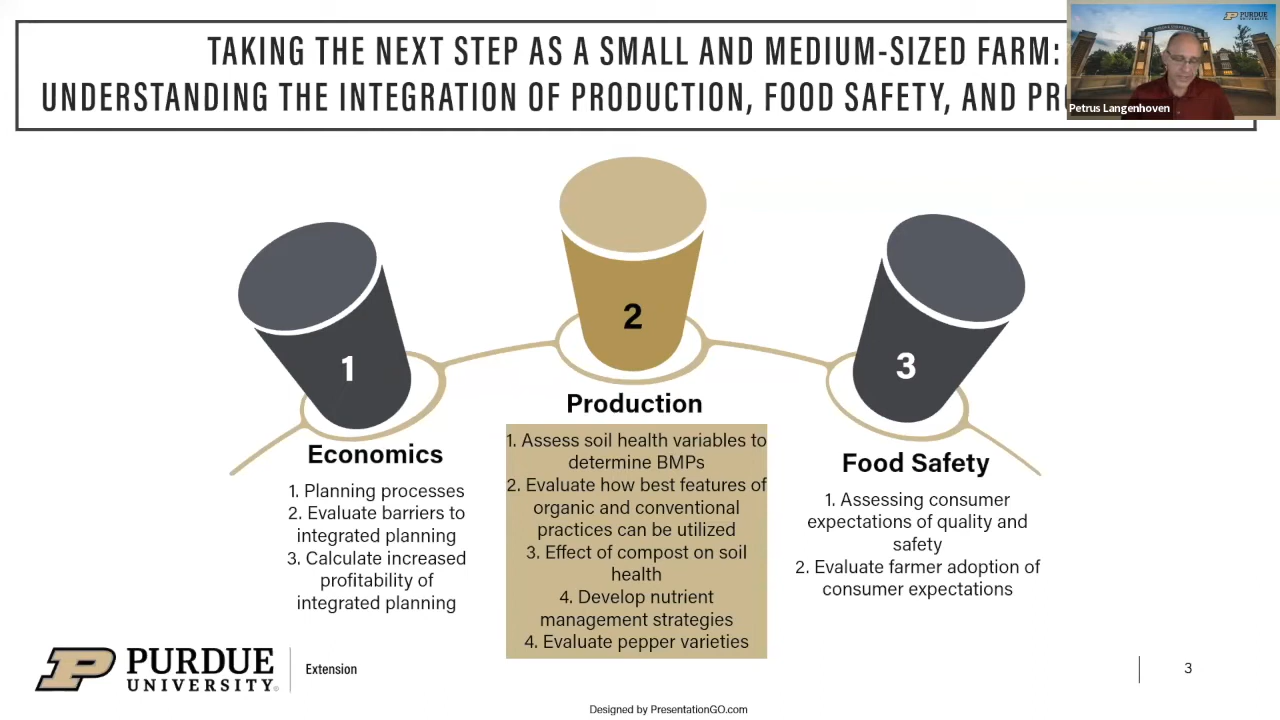 TAKING THE NEXT STEP AS A SMALL AND MEDIUM-SIZED FARM:
UNDERSTANDING THE INTEGRATION OF PRODUCTION, FOOD SAFETY, AND
PURDUE
UNIVERSITY
Petrus Langenhoven
1
2
3
Economics
1. Planning processes
2. Evaluate barriers to
integrated planning
3. Calculate increased
profitability of
integrated planning
Production
1. Assess soil health variables to
determine BMPs
2. Evaluate how best features of
organic and conventional
practices can be utilized
3. Effect of compost on soil
health
4. Develop nutrient
management strategies
4. Evaluate pepper varieties
Food Safety
1. Assessing consumer
expectations of quality and
safety
2. Evaluate farmer adoption of
consumer expectations
P PURDUE
UNIVERSITY®
Extension
3
Designed by PresentationGO.com